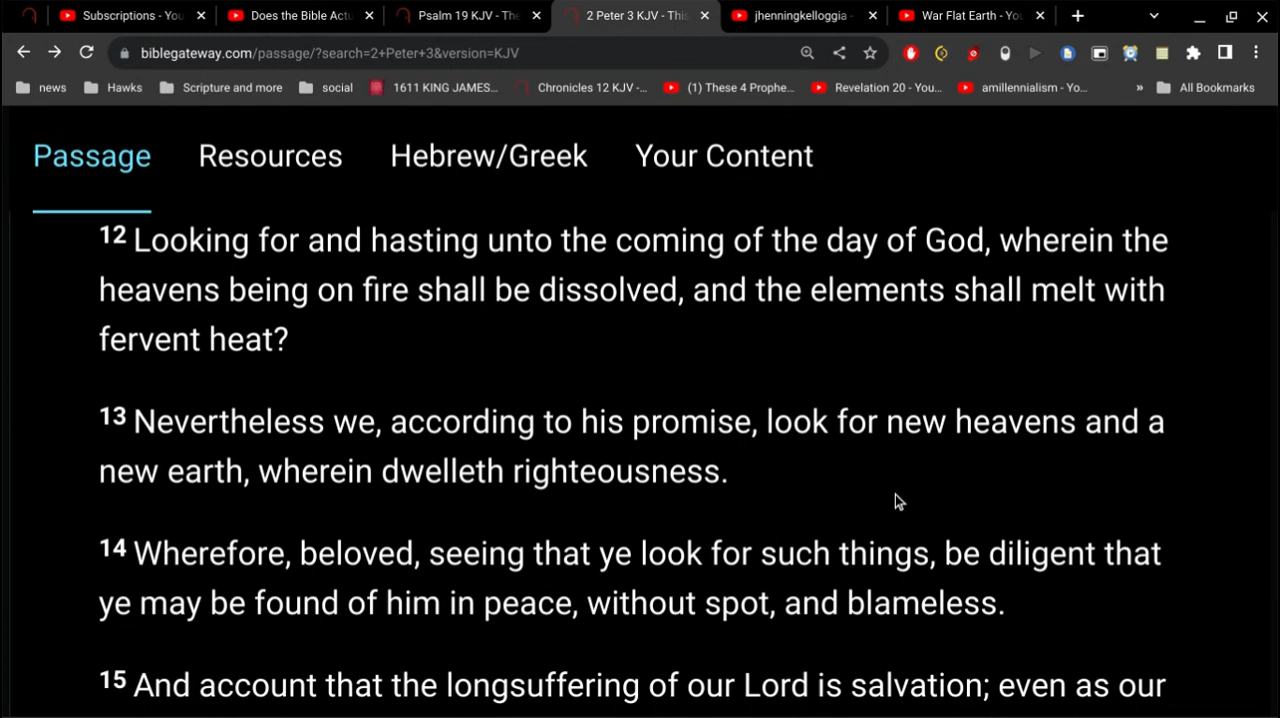 Subscriptions - You
Does the Bible Actu
Psalm 19 KJV - The
2 Peter 3 KJV - This
jhenningkelloggia -
War Flat Earth - You
biblegateway.com/passage/?search=2+Peter+3&version=KJV
news Hawks Scripture and more social 1611 KING JAMES... Chronicles 12 KJV -... (1) These 4 Prophe... Revelation 20 - You... amillennialism - Yo... » All Bookmarks
Passage Resources Hebrew/Greek Your Content
12 Looking for and hasting unto the coming of the day of God, wherein the
heavens being on fire shall be dissolved, and the elements shall melt with
fervent heat?
13 Nevertheless we, according to his promise, look for new heavens and a
new earth, wherein dwelleth righteousness.
14 Wherefore, beloved, seeing that ye look for such things, be diligent that
ye may be found of him in peace, without spot, and blameless.
15 And account that the longsuffering of our Lord is salvation; even as our